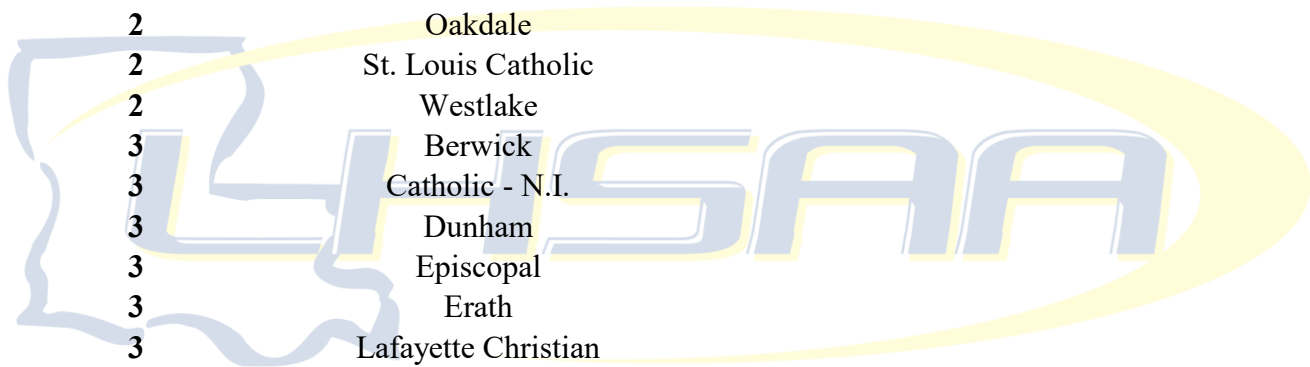 2 Oakdale
2 St. Louis Catholic
2 Westlake
3 Berwick
3 Catholic - N.I.
3 Dunham
3 Episcopal
3 Erath
3 Lafayette Christian
LHSAA